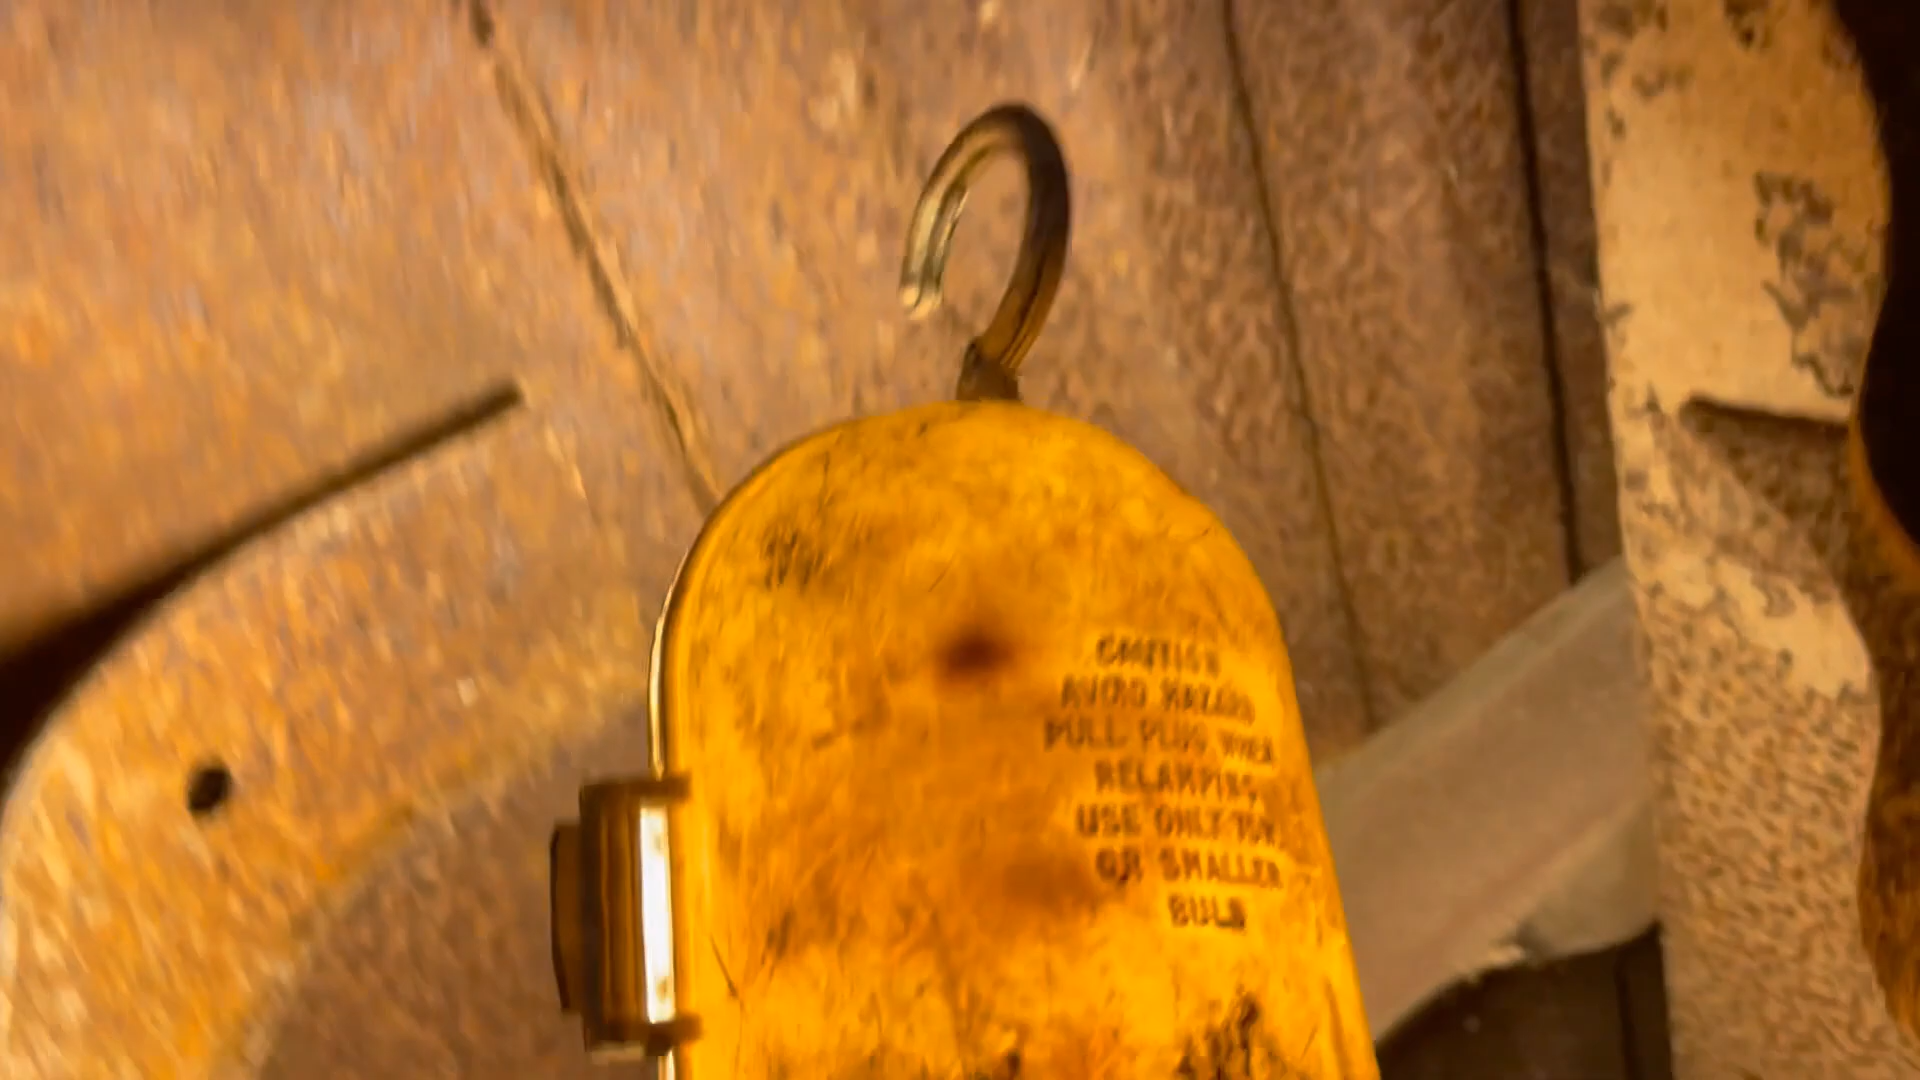 CAUTION
AVOID HAZARD
PULL PLUG WHEN
RELAMPING
USE ONLY
OR SMALLER
BULB